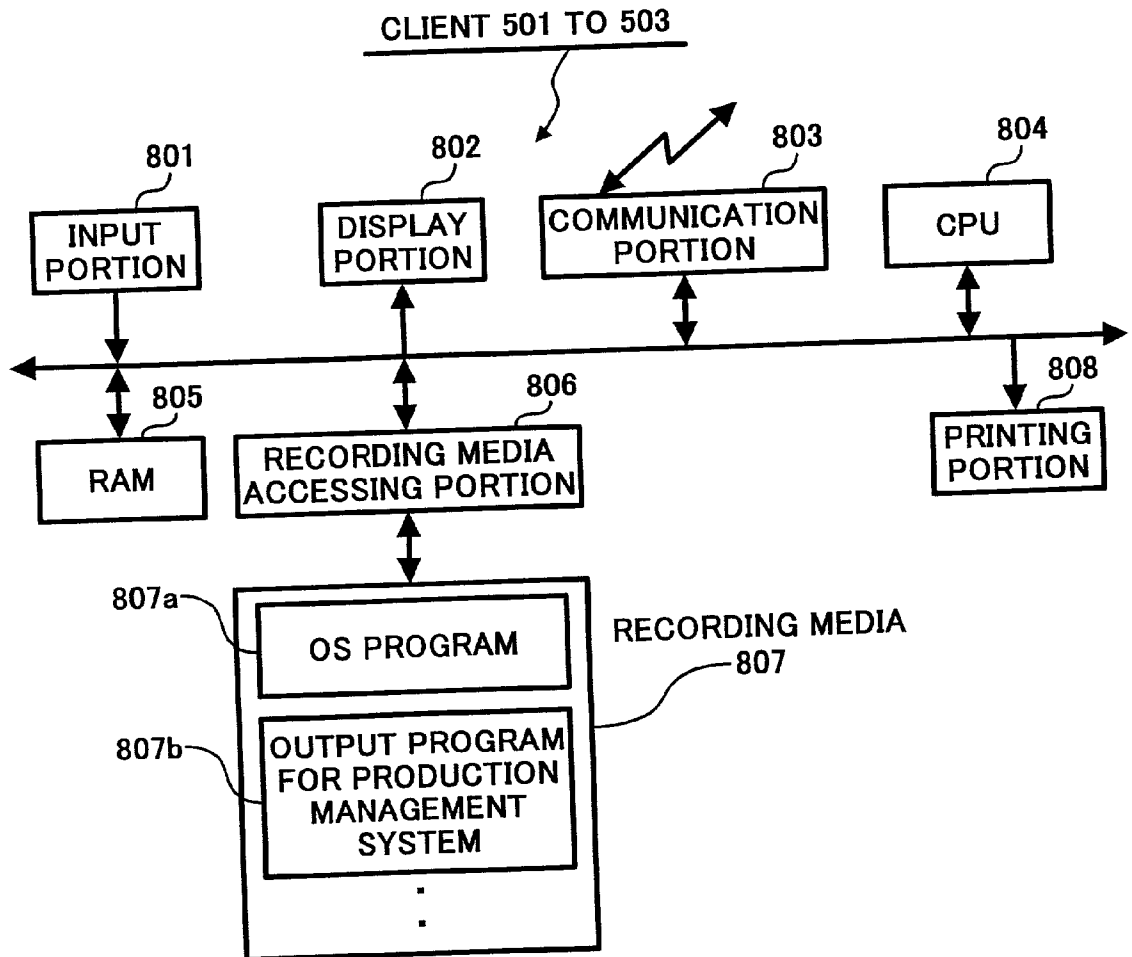 CLIENT 501 TO 503
801
802
803
804
INPUT
PORTION
DISPLAY
PORTION
COMMUNICATION
PORTION
CPU
805
806
808
RAM
RECORDING MEDIA
ACCESSING PORTION
PRINTING
PORTION
807a
OS PROGRAM
RECORDING MEDIA
807
807b
OUTPUT PROGRAM
FOR PRODUCTION
MANAGEMENT
SYSTEM